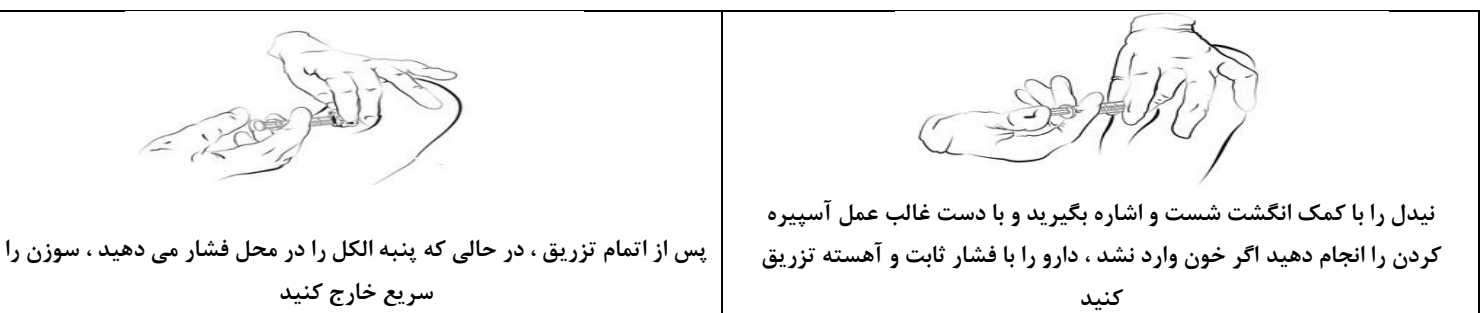 نیدل را با کمک انگشت شست و اشاره بگیرید و با دست غالب عمل آسپیره
کردن را انجام دهید اگر خون وارد نشد ، دارو را با فشار ثابت و آهسته تزریق
کنید
پس از اتمام تزریق ، در حالی که پنبه الکل را در محل فشار می دهید ، سوزن را
سریع خارج کنید